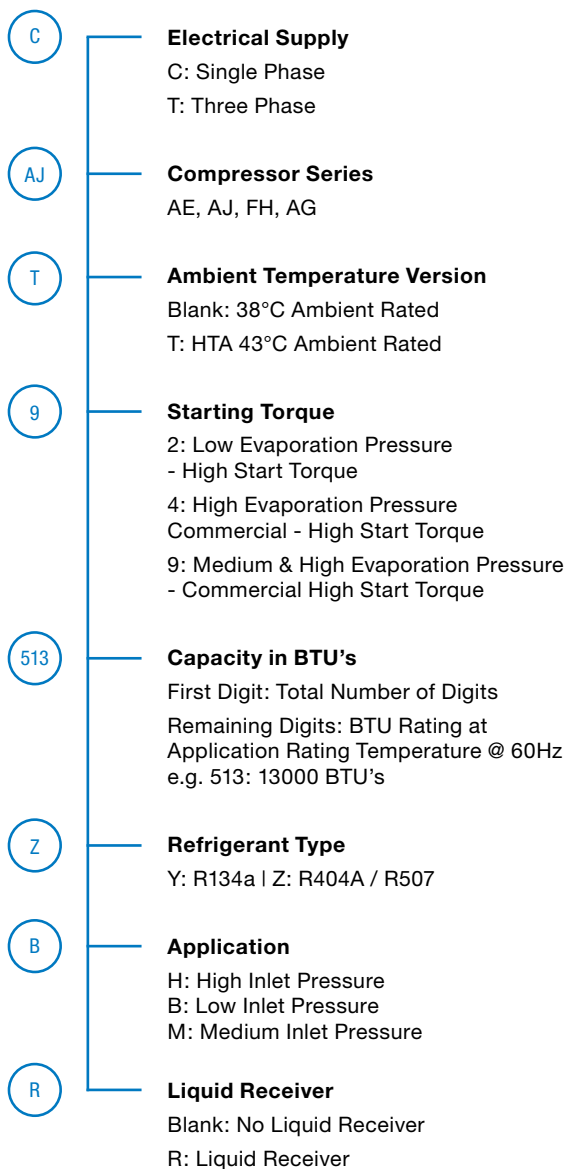 C
Electrical Supply
C: Single Phase
T: Three Phase
AJ
Compressor Series
AE, AJ, FH, AG
T
Ambient Temperature Version
Blank: 38°C Ambient Rated
T: HTA 43°C Ambient Rated
9
Starting Torque
2: Low Evaporation Pressure
- High Start Torque
4: High Evaporation Pressure
Commercial - High Start Torque
9: Medium & High Evaporation Pressure
- Commercial High Start Torque
513
Capacity in BTU’s
First Digit: Total Number of Digits
Remaining Digits: BTU Rating at
Application Rating Temperature @ 60Hz
e.g. 513: 13000 BTU’s
Z
Refrigerant Type
Y: R134a | Z: R404A / R507
B
Application
H: High Inlet Pressure
B: Low Inlet Pressure
M: Medium Inlet Pressure
R
Liquid Receiver
Blank: No Liquid Receiver
R: Liquid Receiver